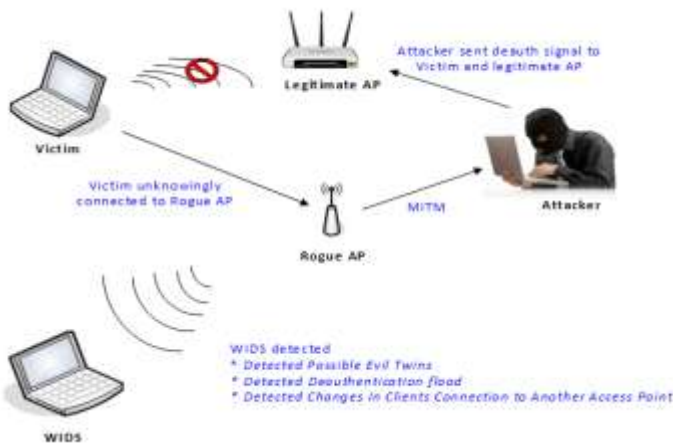 Attacker sent deauth signal to
Victim and legitimate AP
Legitimate AP
Victim
Victim unknowingly
connected to Rogue AP
MITM
Attacker
Rogue AP
WIDS detected
* Detected Possible Evil Twins
* Detected Deauthentication flood
* Detected Changes in Clients Connection to Another Access Point
WIDS